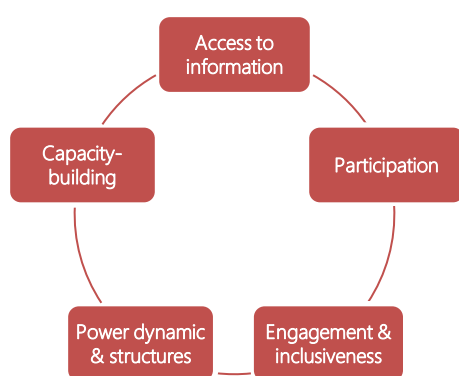 Access to
information
Participation
Engagement &
inclusiveness
Power dynamic
& structures
Capacity-
building